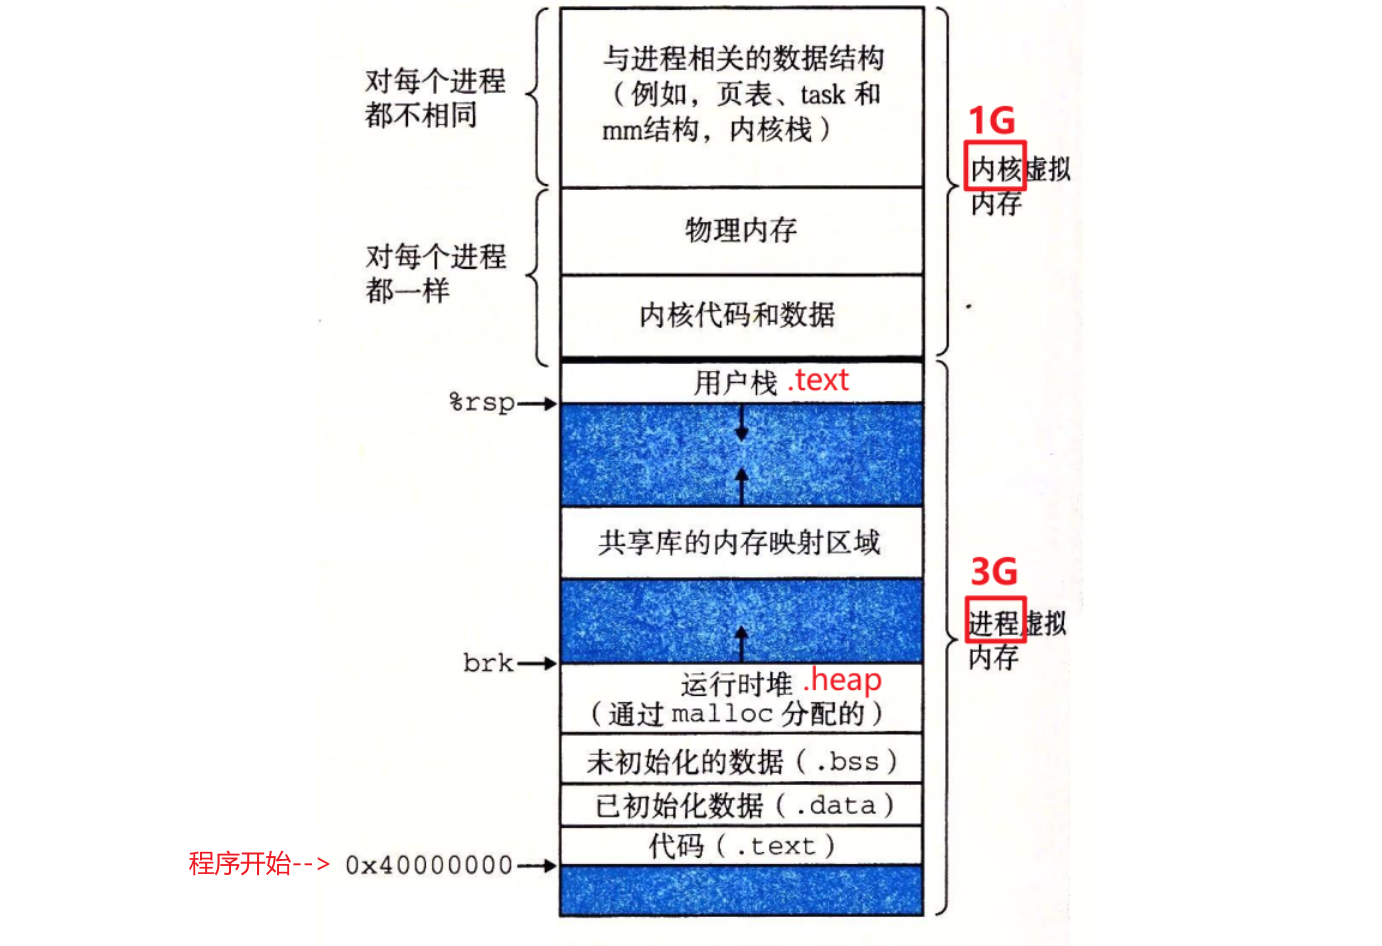 对每个进程
都不相同
与进程相关的数据结构
（例如，页表、task 和
mm结构，内核栈）
1G
内核虚拟
内存
物理内存
对每个进程
都一样
内核代码和数据
用户栈 .text
%rsp
共享库的内存映射区域
3G
进程虚拟
内存
brk
运行时堆 .heap
（通过 malloc 分配的）
未初始化的数据（.bss）
已初始化数据（.data）
代码（.text）
程序开始--> 0x40000000